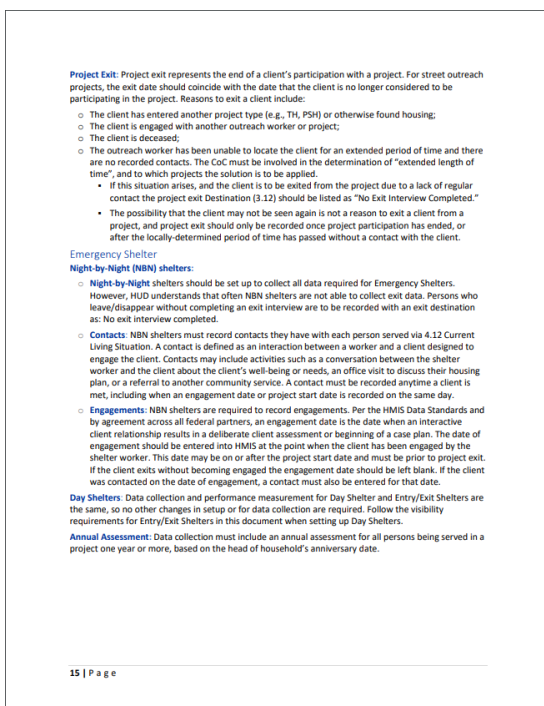 Project Exit: Project exit represents the end of a client's participation with a project. For street outreach
projects, the exit date should coincide with the date that the client is no longer considered to be
participating in the project. Reasons to exit a client include:
o The client has entered another project type (e.g., TH, PSH) or otherwise found housing;
o The client is engaged with another outreach worker or project;
o The client is deceased;
o The outreach worker has been unable to locate the client for an extended period of time and there
are no recorded contacts. The CoC must be involved in the determination of "extended length of
time", and to which projects the solution is to be applied.
▪ If this situation arises, and the client is to be exited from the project due to a lack of regular
contact the project exit Destination (3.12) should be listed as "No Exit Interview Completed."
▪ The possibility that the client may not be seen again is not a reason to exit a client from a
project, and project exit should only be recorded once project participation has ended, or
after the locally-determined period of time has passed without a contact with the client.
Emergency Shelter
Night-by-Night (NBN) shelters:
o Night-by-Night shelters should be set up to collect all data required for Emergency Shelters.
However, HUD understands that often NBN shelters are not able to collect exit data. Persons who
leave/disappear without completing an exit interview are to be recorded with an exit destination
as: No exit interview completed.
o Contacts: NBN shelters must record contacts they have with each person served via 4.12 Current
Living Situation. A contact is defined as an interaction between a worker and a client designed to
engage the client. Contacts may include activities such as a conversation between the shelter
worker and the client about the client's well-being or needs, an office visit to discuss their housing
plan, or a referral to another community service. A contact must be recorded anytime a client is
met, including when an engagement date or project start date is recorded on the same day.
o Engagements: NBN shelters are required to record engagements. Per the HMIS Data Standards and
by agreement across all federal partners, an engagement date is the date when an interactive
client relationship results in a deliberate client assessment or beginning of a case plan. The date of
engagement should be entered into HMIS at the point when the client has been engaged by the
shelter worker. This date may be on or after the project start date and must be prior to project exit.
If the client exits without becoming engaged the engagement date should be left blank. If the client
was contacted on the date of engagement, a contact must also be entered for that date.
Day Shelters: Data collection and performance measurement for Day Shelter and Entry/Exit Shelters are
the same, so no other changes in setup or for data collection are required. Follow the visibility
requirements for Entry/Exit Shelters in this document when setting up Day Shelters.
Annual Assessment: Data collection must include an annual assessment for all persons being served in a
project one year or more, based on the head of household's anniversary date.
15 | P a g e